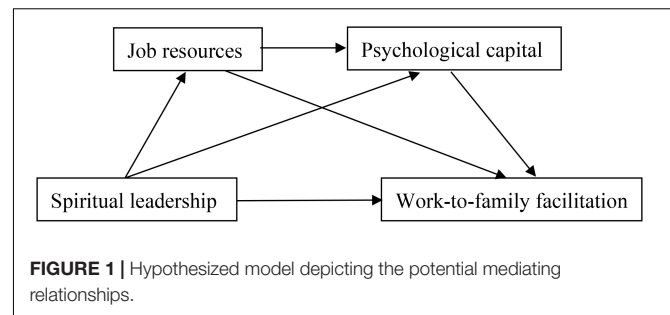 Job resources
Psychological capital
Spiritual leadership
Work-to-family facilitation
FIGURE 1 | Hypothesized model depicting the potential mediating
relationships.